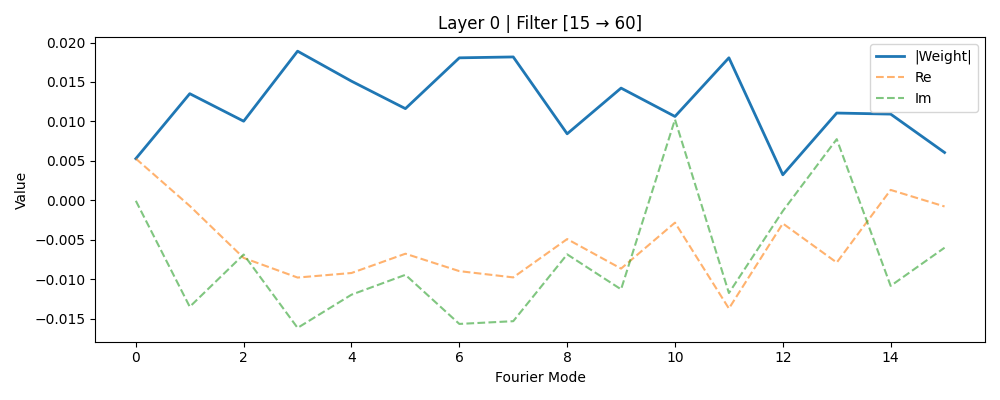 Layer 0 | Filter [15 → 60]
0.020
0.015
0.010
0.005
0.000
−0.005
−0.010
−0.015
Value
|Weight|
Re
Im
0 2 4 6 8 10 12 14
Fourier Mode